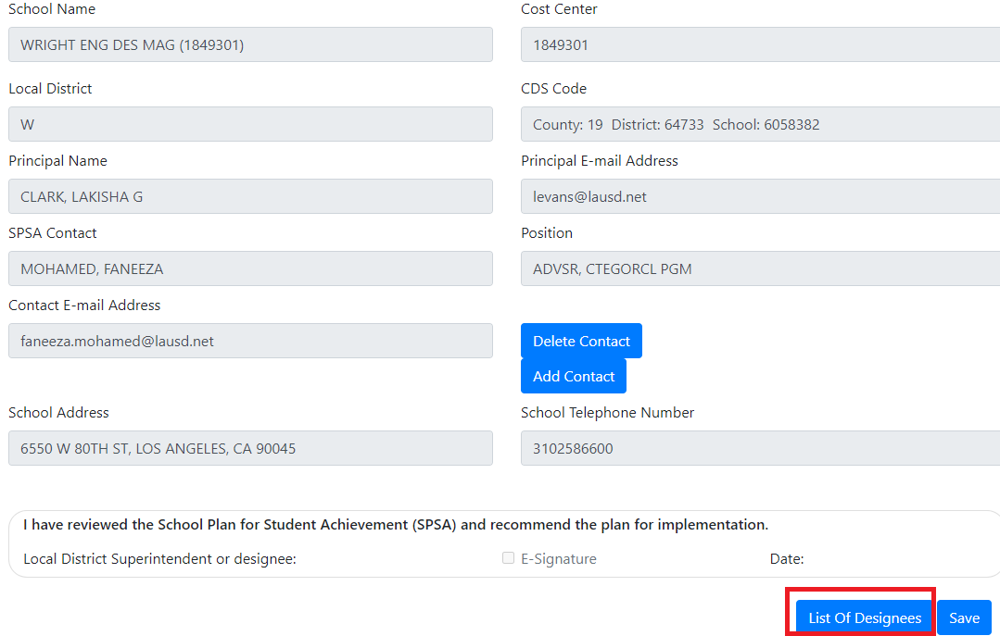 School Name
Cost Center
WRIGHT ENG DES MAG (1849301)
1849301
Local District
CDS Code
W
County: 19 District: 64733 School: 6058382
Principal Name
Principal E-mail Address
CLARK, LAKISHA G
levans@lausd.net
SPSA Contact
Position
MOHAMED, FANEEZA
ADVSR, CTEGORCL PGM
Contact E-mail Address
faneeza.mohamed@lausd.net
Delete Contact
Add Contact
School Address
School Telephone Number
6550 W 80TH ST, LOS ANGELES, CA 90045
3102586600
I have reviewed the School Plan for Student Achievement (SPSA) and recommend the plan for implementation.
Local District Superintendent or designee:
E-Signature
Date:
List Of Designees
Save